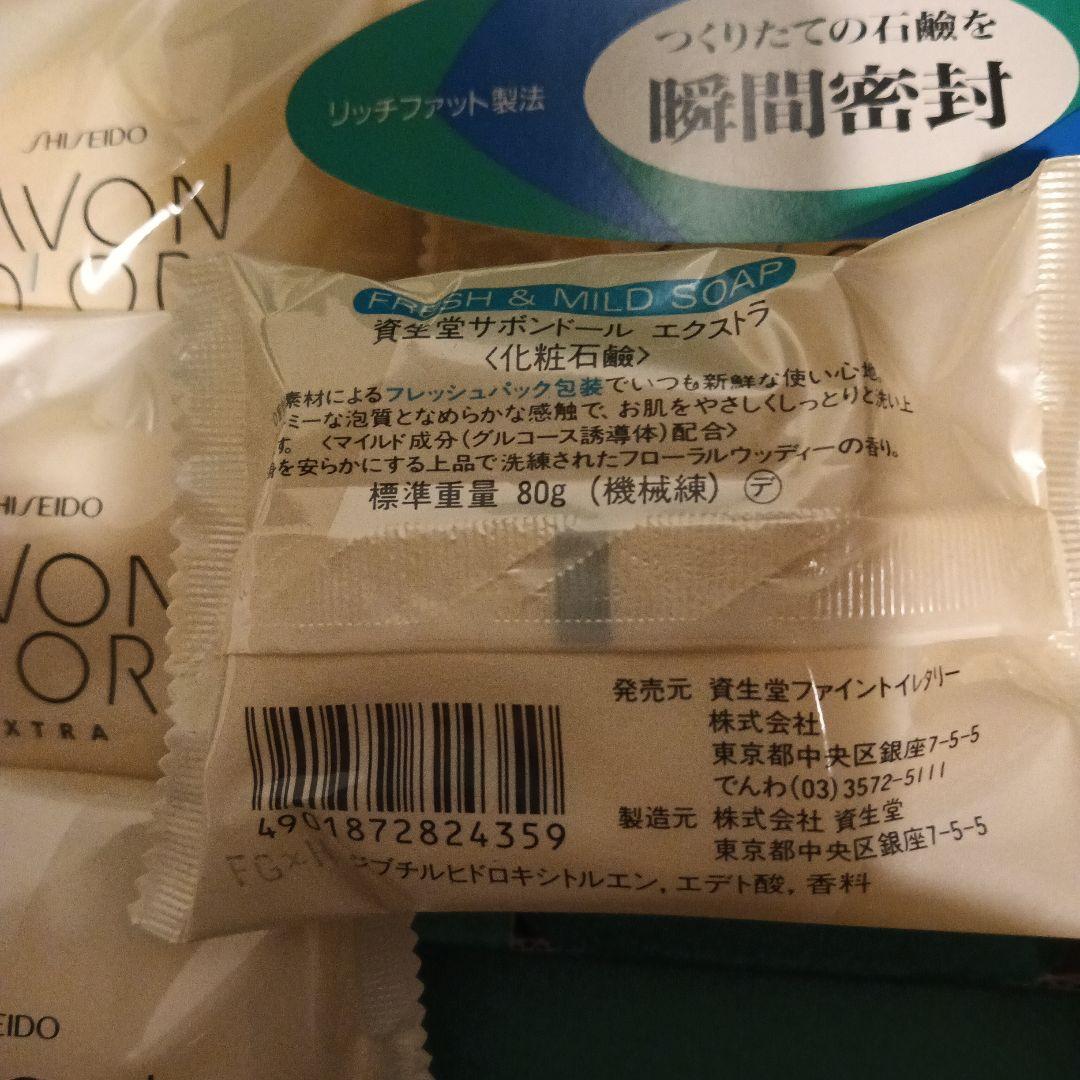 つくりたての石鹸を
瞬間密封
リッチファット製法
SHISEIDO
AVON
D'OR
FRESH & MILD SOAP
資生堂サボンドール エクストラ
<化粧石鹸>
素材によるフレッシュパック包装でいつも新鮮な使い心地。
ミーな泡質となめらかな感触で、お肌をやさしくしっとりと洗い上
す。<マイルド成分(グルコース誘導体)配合>
を安らかにする上品で洗練されたフローラルウッディーの香り。
標準重量 80g (機械練) デ
HISEIDO
VON
OR
XTRA
発売元 資生堂ファイントイレタリー
株式会社
東京都中央区銀座7-5-5
でんわ(03)3572-5111
製造元 株式会社 資生堂
東京都中央区銀座7-5-5
4901872824359
ジブチルヒドロキシトルエン, エデト酸, 香料
EIDO